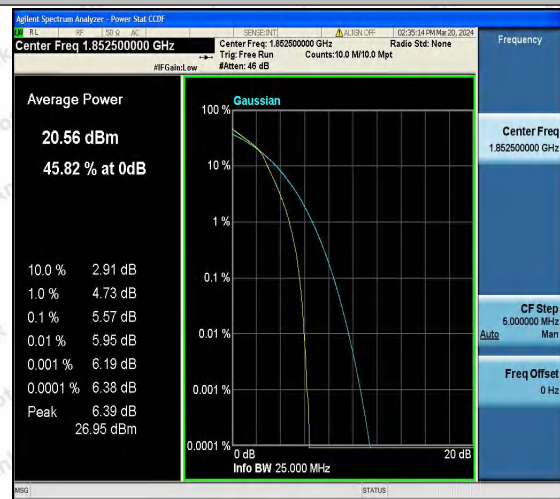 Agilent Spectrum Analyzer - Power Stat CCDF
RL RF 50 Ω AC SENSE:INT ALIGN OFF 02:35:14 PM Mar 20, 2024
Center Freq 1.852500000 GHz
Center Freq: 1.852500000 GHz Radio Std: None
Trig: Free Run Counts:10.0 M/10.0 Mpt
#IFGain:Low #Atten: 46 dB
Frequency
Average Power
20.56 dBm
45.82 % at 0dB
10.0 % 2.91 dB
1.0 % 4.73 dB
0.1 % 5.57 dB
0.01 % 5.95 dB
0.001 % 6.19 dB
0.0001 % 6.38 dB
Peak 6.39 dB
26.95 dBm
Gaussian
100 %
10 %
1 %
0.1 %
0.01 %
0.001 %
0.0001 %
0 dB 20 dB
Info BW 25.000 MHz
Center Freq
1.852500000 GHz
CF Step
5.000000 MHz
Auto Man
Freq Offset
0 Hz
MSG STATUS